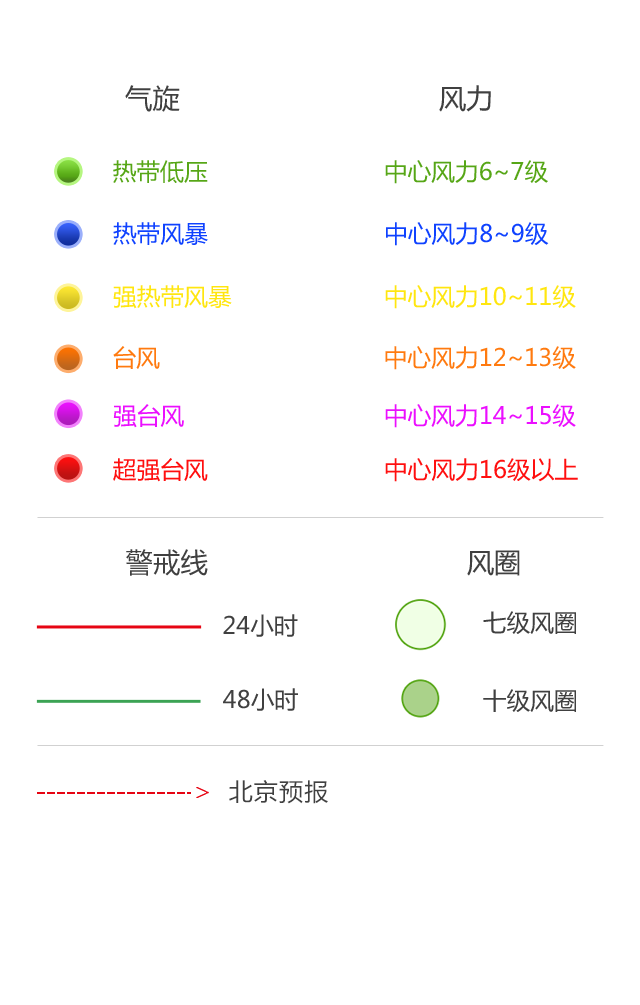 气旋 风力
热带低压 中心风力6~7级
热带风暴 中心风力8~9级
强热带风暴 中心风力10~11级
台风 中心风力12~13级
强台风 中心风力14~15级
超强台风 中心风力16级以上
警戒线 风圈
24小时 七级风圈
48小时 十级风圈
北京预报